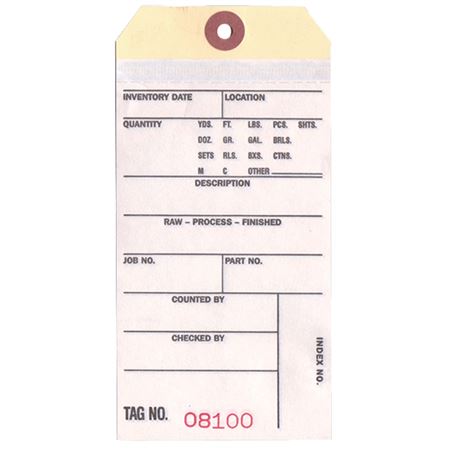 INVENTORY DATE LOCATION
QUANTITY YDS. FT. LBS. PCS. SHTS.
DOZ. GR. GAL. BRLS.
SETS RLS. BXS. CTNS.
M C OTHER
DESCRIPTION
RAW – PROCESS – FINISHED
JOB NO. PART NO.
COUNTED BY
CHECKED BY
INDEX NO.
TAG NO. 08100